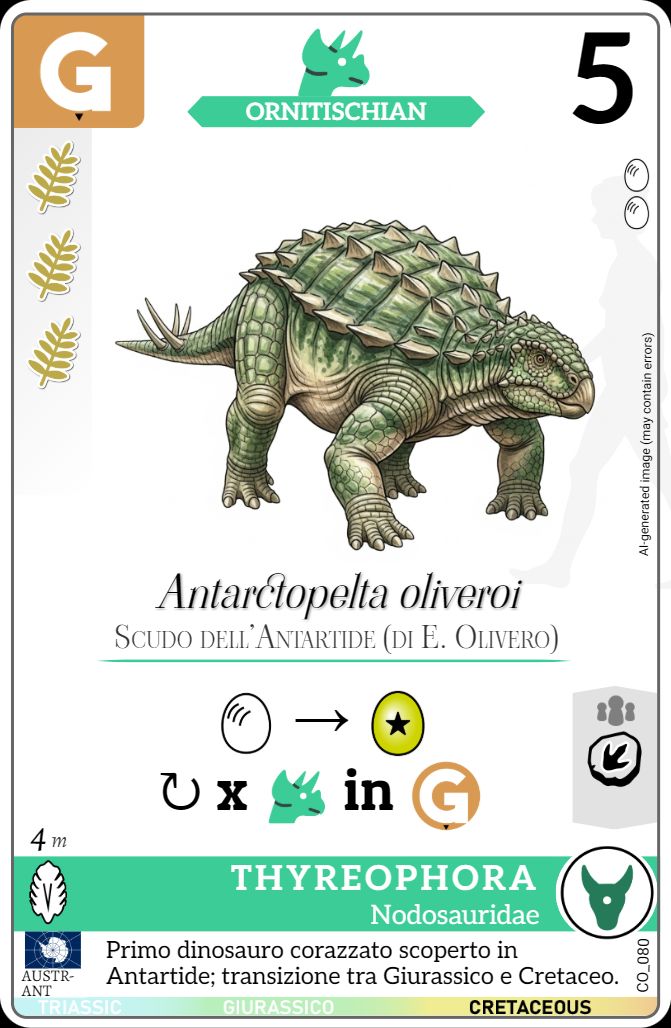 G
5
ORNITISCHIAN
AI-generated image (may contain errors)
Antarctopelta oliveroi
Scudo dell'Antartide (di E. Olivero)
x in G
4 m
THYREOPHORA
Nodosauridae
AUSTR-
ANT
Primo dinosauro corazzato scoperto in
Antartide; transizione tra Giurassico e Cretaceo.
CO_080
TRIASSIC GIURASSICO CRETACEOUS